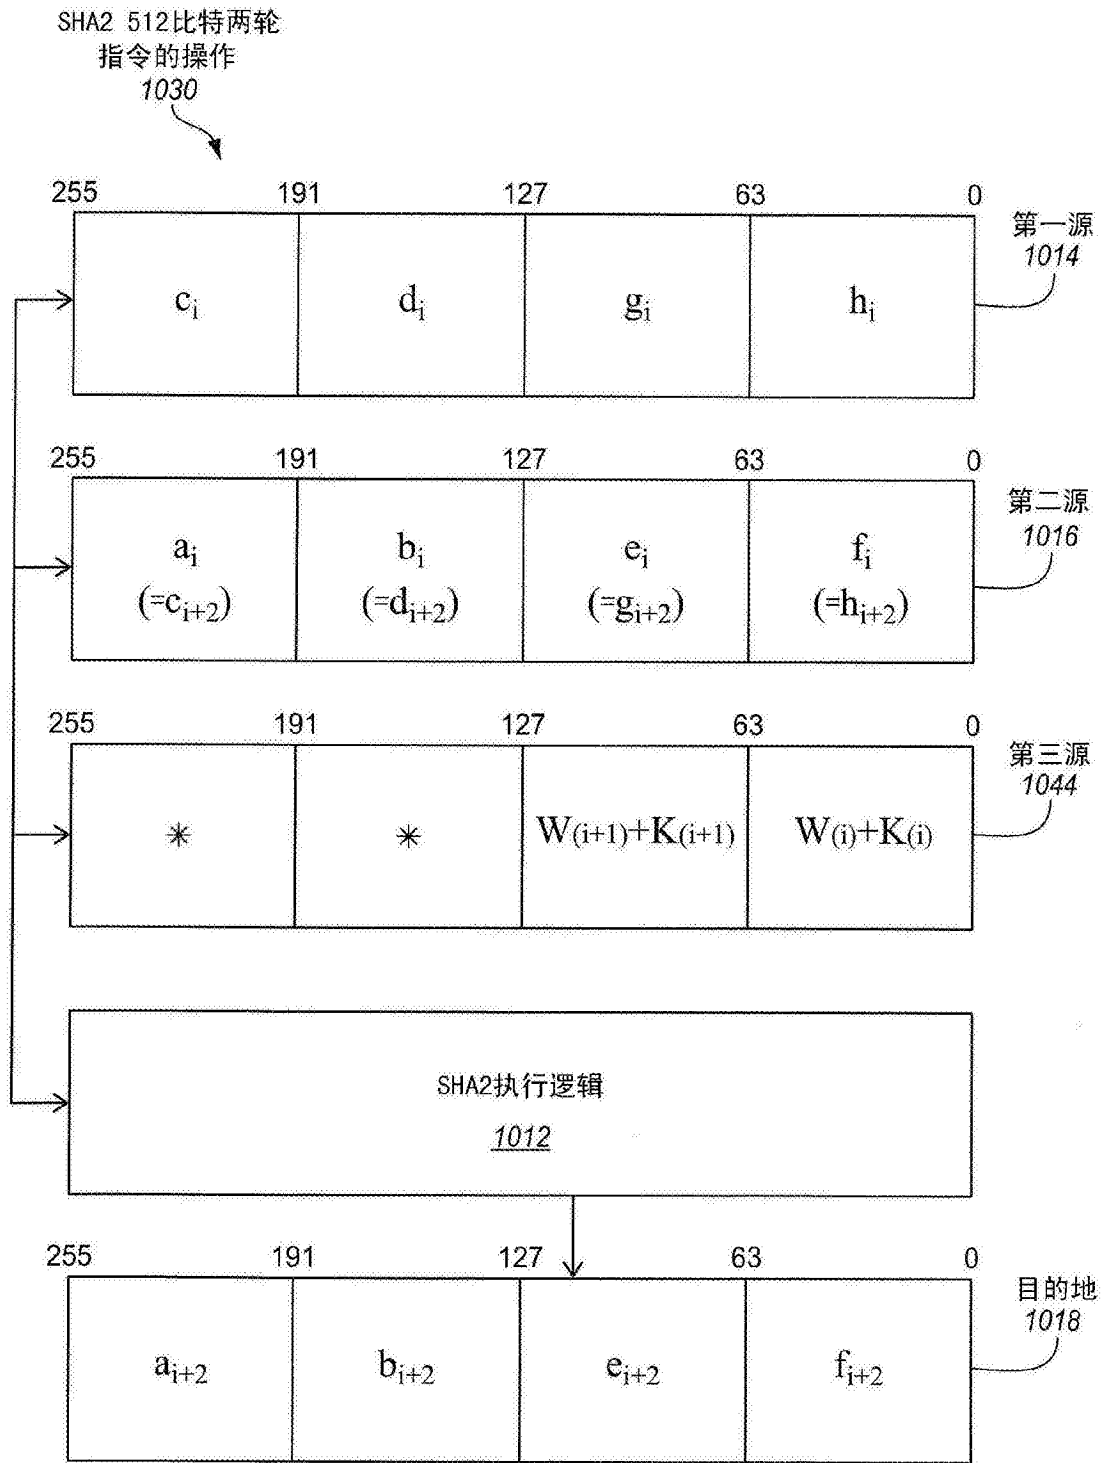 SHA2 512比特两轮
指令的操作
1030
255 191 127 63 0
第一源
1014
cᵢ dᵢ gᵢ hᵢ
255 191 127 63 0
第二源
1016
aᵢ bᵢ eᵢ fᵢ
(=cᵢ₊₂) (=dᵢ₊₂) (=gᵢ₊₂) (=hᵢ₊₂)
255 191 127 63 0
第三源
1044
* * W(i+1)+K(i+1) W(i)+K(i)
SHA2执行逻辑
1012
255 191 127 63 0
目的地
1018
aᵢ₊₂ bᵢ₊₂ eᵢ₊₂ fᵢ₊₂